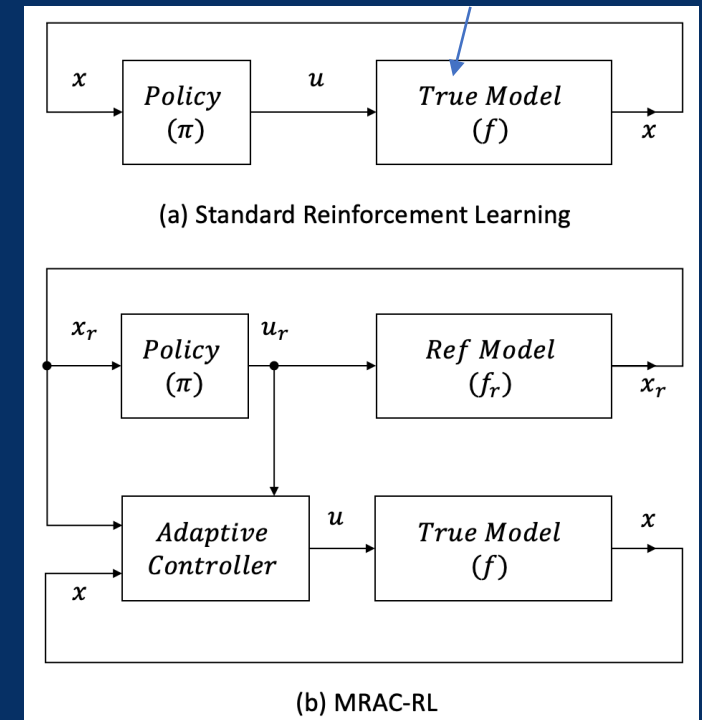 x
u
Policy
(π)
True Model
(f)
x
(a) Standard Reinforcement Learning
x_r
u_r
Policy
(π)
Ref Model
(f_r)
x_r
Adaptive
Controller
u
True Model
(f)
x
x
(b) MRAC-RL